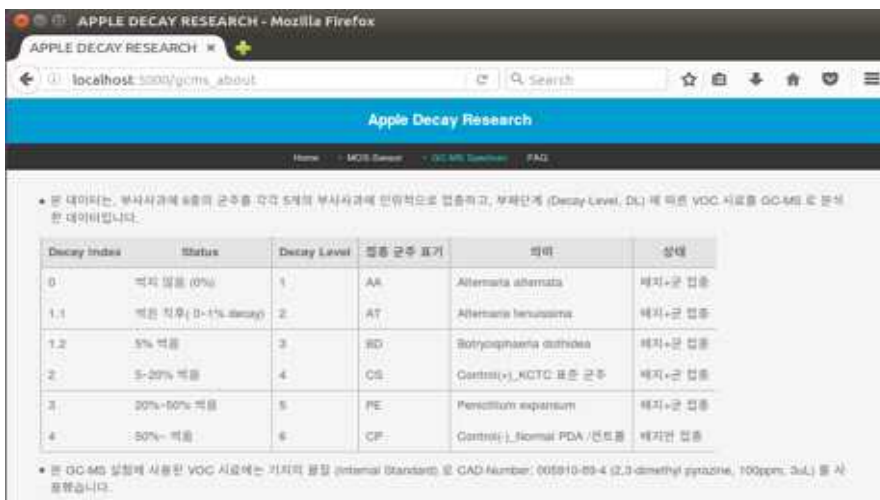 APPLE DECAY RESEARCH - Mozilla Firefox
APPLE DECAY RESEARCH ×
localhost:5000/gcms_about
Search
Apple Decay Research
Home MOS Sensor GC-MS Spectrum FAQ
본 데이터는, 부사사과에 6종의 균주를 각각 5개의 부사사과에 인위적으로 접종하고, 부패단계 (Decay Level, DL) 에 따른 VOC 시료를 GC-MS 로 분석
한 데이터입니다.
Decay Index Status Decay Level 접종 균주 표기 의미 상태
0 썩지 않음 (0%) 1 AA Alternaria alternata 배지+균 접종
1.1 썩은 직후( 0~1% decay) 2 AT Alternaria tenuissima 배지+균 접종
1.2 5% 썩음 3 BD Botryosphaeria dothidea 배지+균 접종
2 5~20% 썩음 4 CS Control(+)_KCTC 표준 균주 배지+균 접종
3 20%~50% 썩음 5 PE Penicillium expansum 배지+균 접종
4 50%~ 썩음 6 CP Control(-)_Normal PDA /컨트롤 배지만 접종
본 GC-MS 실험에 사용된 VOC 시료에는 기지의 물질 (Internal Standard) 로 CAD Number: 005910-89-4 (2,3-dimethyl pyrazine, 100ppm, 3uL) 를 사
용했습니다.